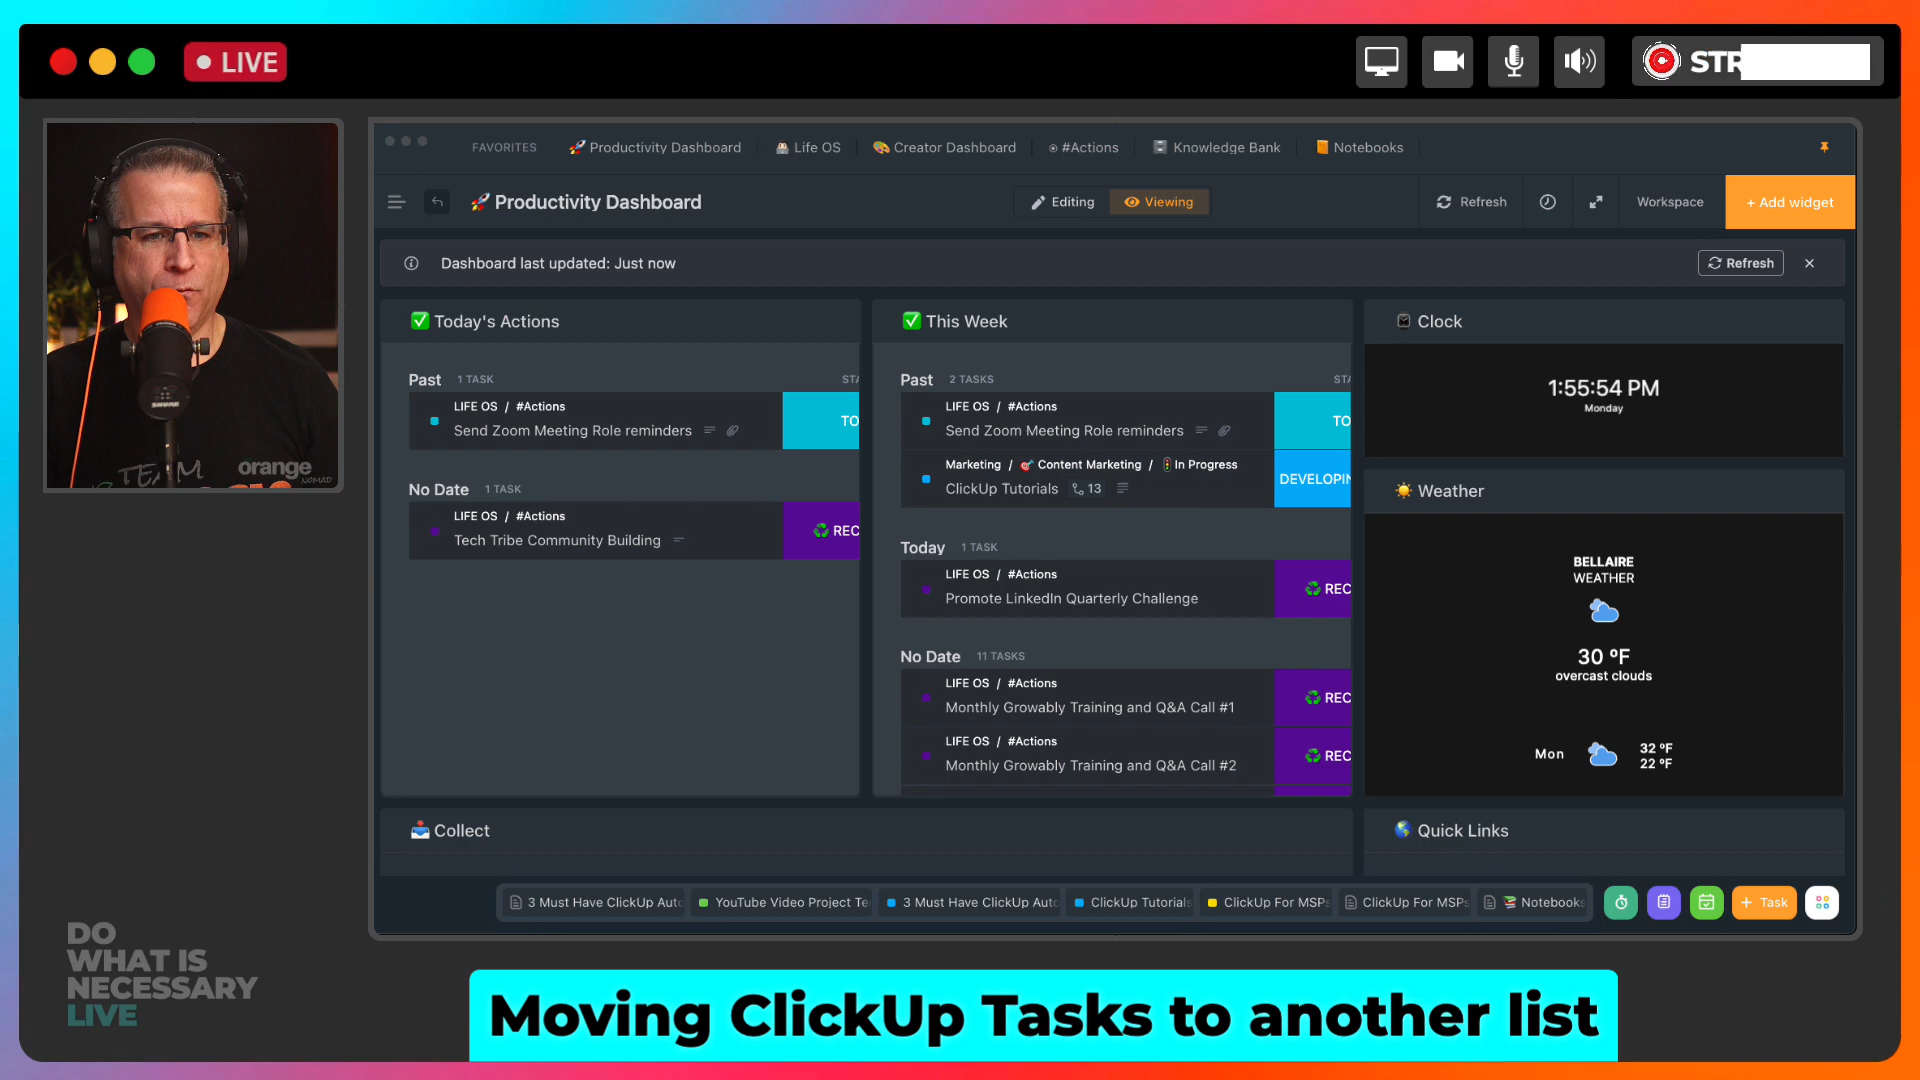 LIVE
STR
FAVORITES
Productivity Dashboard
Life OS
Creator Dashboard
#Actions
Knowledge Bank
Notebooks
Productivity Dashboard
Editing
Viewing
Refresh
Workspace
+ Add widget
Dashboard last updated: Just now
Refresh
Today's Actions
Past 1 TASK STA
LIFE OS / #Actions
Send Zoom Meeting Role reminders
TO
No Date 1 TASK
LIFE OS / #Actions
Tech Tribe Community Building
REC
This Week
Past 2 TASKS STA
LIFE OS / #Actions
Send Zoom Meeting Role reminders
TO
Marketing / Content Marketing / In Progress
ClickUp Tutorials 13
DEVELOPIN
Today 1 TASK
LIFE OS / #Actions
Promote LinkedIn Quarterly Challenge
REC
No Date 11 TASKS
LIFE OS / #Actions
Monthly Growably Training and Q&A Call #1
REC
LIFE OS / #Actions
Monthly Growably Training and Q&A Call #2
REC
Clock
1:55:54 PM
Monday
Weather
BELLAIRE
WEATHER
30 ºF
overcast clouds
Mon
32 ºF
22 ºF
Collect
Quick Links
3 Must Have ClickUp Auto
YouTube Video Project Te
3 Must Have ClickUp Auto
ClickUp Tutorials
ClickUp For MSPs
ClickUp For MSPs
Notebooks
+ Task
TEAM
orange
NOMAD
SHURE
DO
WHAT IS
NECESSARY
LIVE
Moving ClickUp Tasks to another list